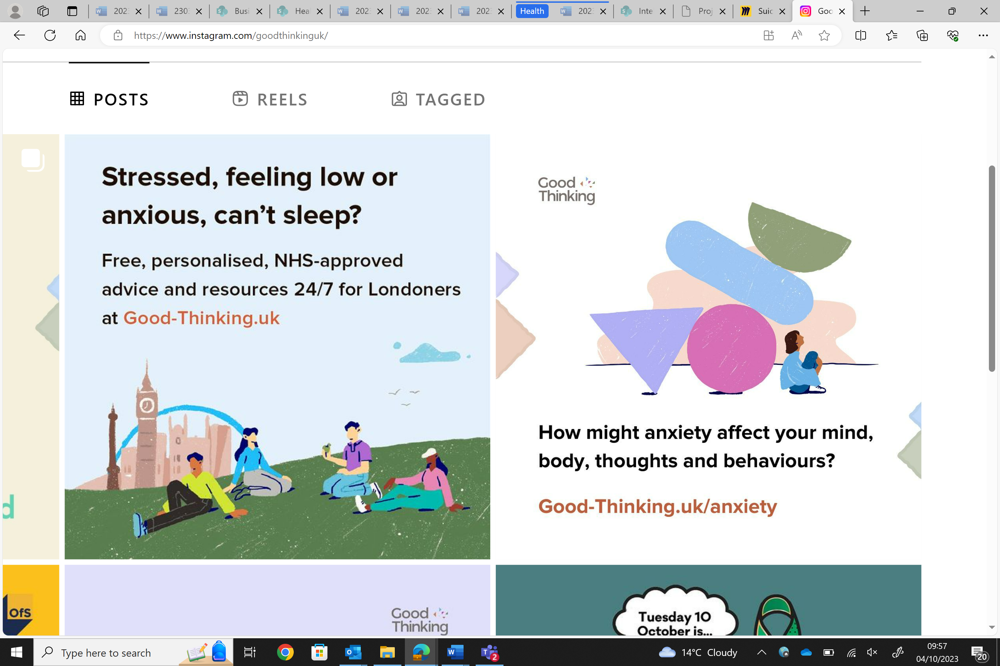 202
230
Busi
Hea
202
202
202
Health
202
Inte
Proj
Suic
Goo
https://www.instagram.com/goodthinkinguk/
POSTS
REELS
TAGGED
Stressed, feeling low or
anxious, can’t sleep?
Free, personalised, NHS-approved
advice and resources 24/7 for Londoners
at Good-Thinking.uk
Good
Thinking
How might anxiety affect your mind,
body, thoughts and behaviours?
Good-Thinking.uk/anxiety
d
OfS
Good
Thinking
Tuesday 10
October is...
Type here to search
2
14°C Cloudy
09:57
04/10/2023
20